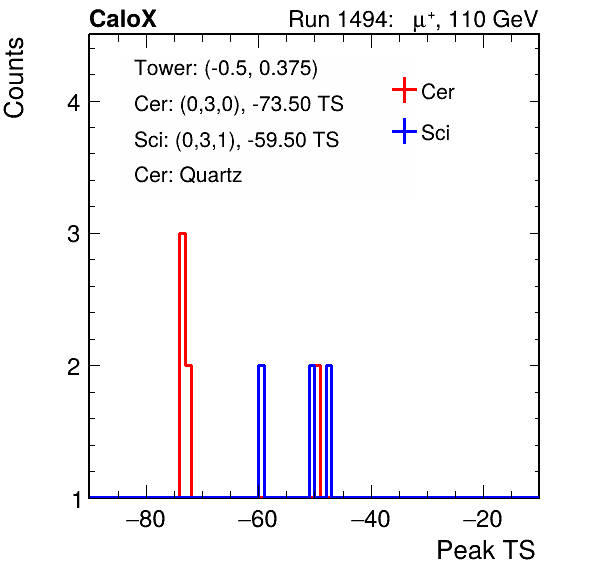 CaloX Run 1494: μ⁺, 110 GeV
Counts
Tower: (-0.5, 0.375)
Cer: (0,3,0), -73.50 TS
Sci: (0,3,1), -59.50 TS
Cer: Quartz
Cer
Sci
4
3
2
1
−80 −60 −40 −20
Peak TS